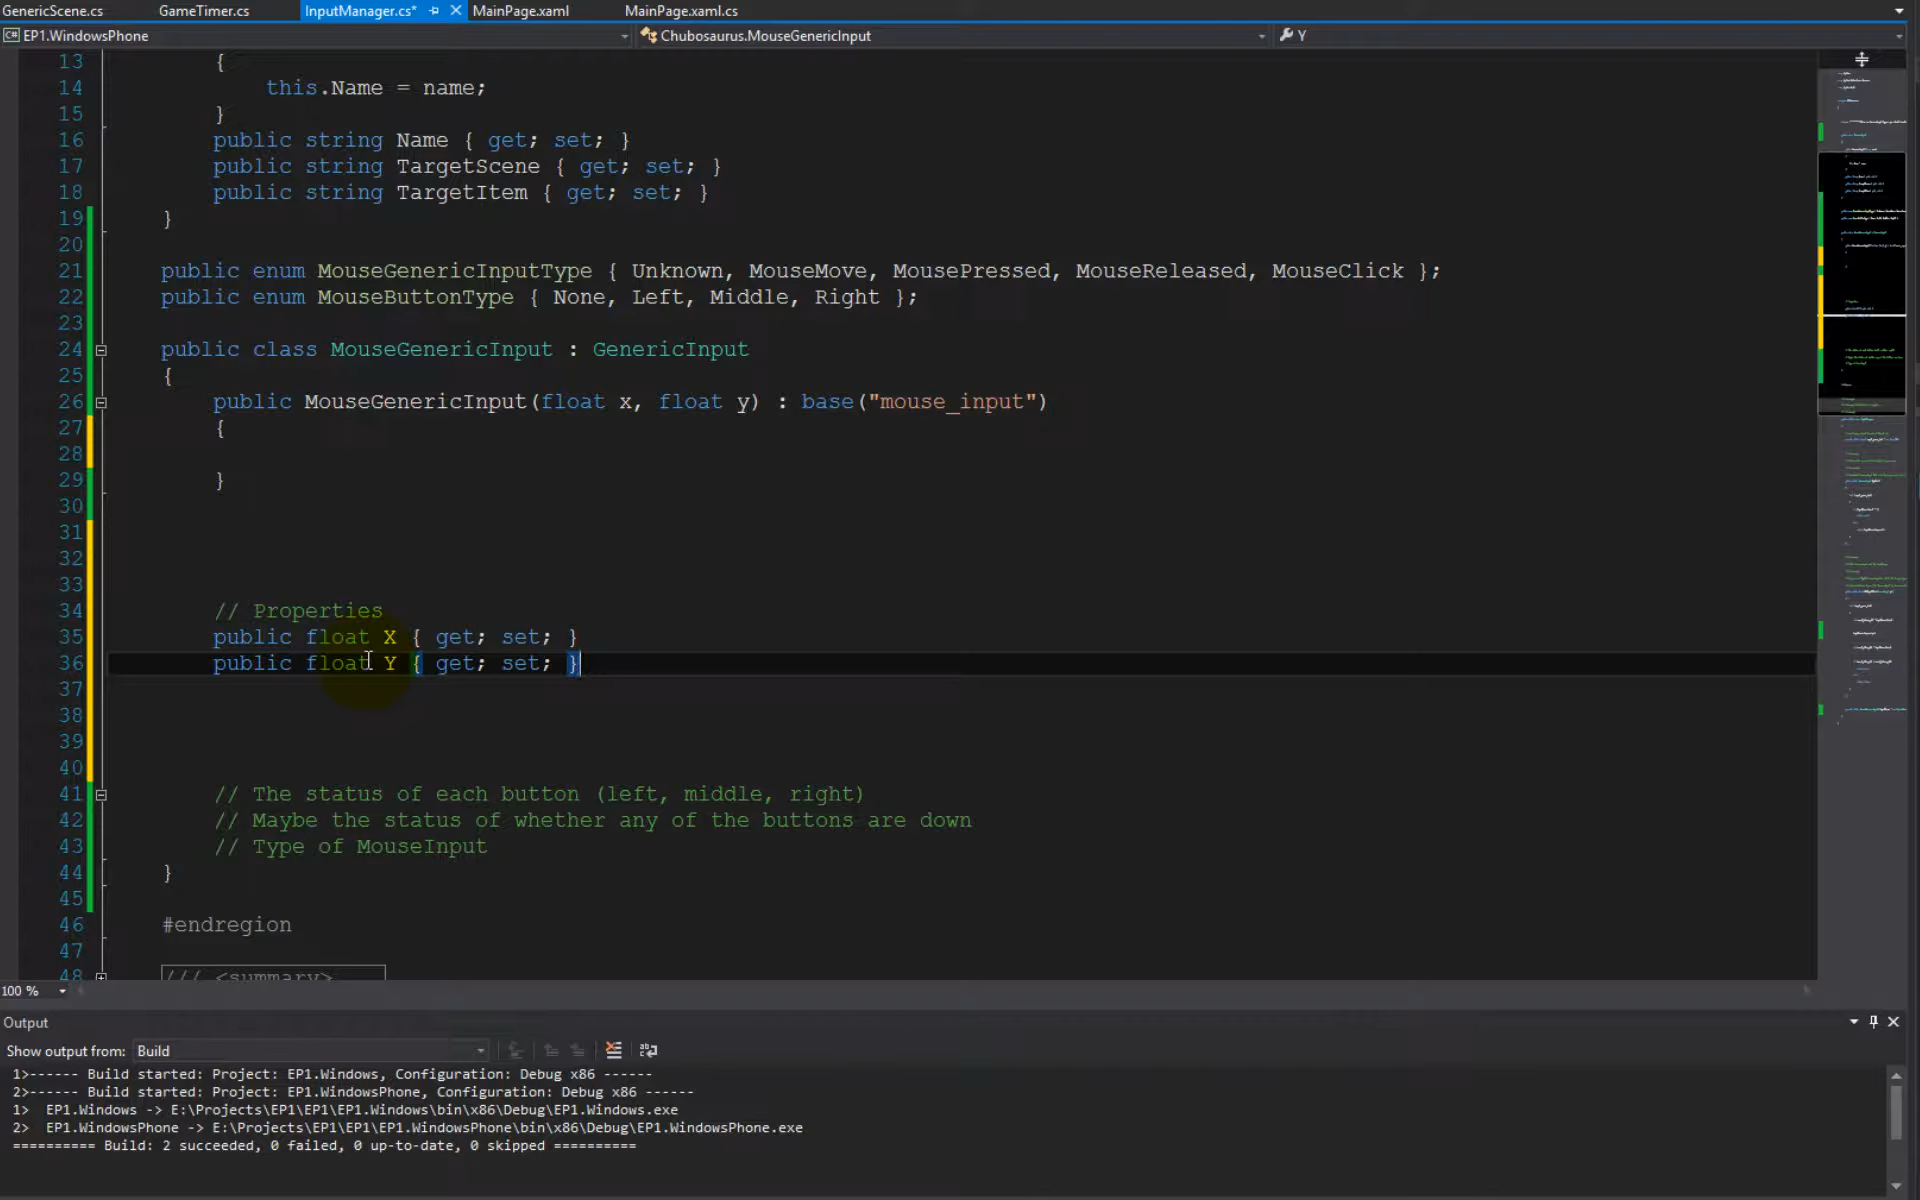 GenericScene.cs GameTimer.cs InputManager.cs* MainPage.xaml MainPage.xaml.cs
C# EP1.WindowsPhone Chubosaurus.MouseGenericInput Y
13 {
14 this.Name = name;
15 }
16 public string Name { get; set; }
17 public string TargetScene { get; set; }
18 public string TargetItem { get; set; }
19 }
20
21 public enum MouseGenericInputType { Unknown, MouseMove, MousePressed, MouseReleased, MouseClick };
22 public enum MouseButtonType { None, Left, Middle, Right };
23
24 public class MouseGenericInput : GenericInput
25 {
26 public MouseGenericInput(float x, float y) : base("mouse_input")
27 {
28
29 }
30
31
32
33
34 // Properties
35 public float X { get; set; }
36 public float Y { get; set; }
37
38
39
40
41 // The status of each button (left, middle, right)
42 // Maybe the status of whether any of the buttons are down
43 // Type of MouseInput
44 }
45
46 #endregion
47
48 /// <summary>
100 %
Output
Show output from: Build
1>------ Build started: Project: EP1.Windows, Configuration: Debug x86 ------
2>------ Build started: Project: EP1.WindowsPhone, Configuration: Debug x86 ------
1> EP1.Windows -> E:\Projects\EP1\EP1\EP1.Windows\bin\x86\Debug\EP1.Windows.exe
2> EP1.WindowsPhone -> E:\Projects\EP1\EP1\EP1.WindowsPhone\bin\x86\Debug\EP1.WindowsPhone.exe
========== Build: 2 succeeded, 0 failed, 0 up-to-date, 0 skipped ==========